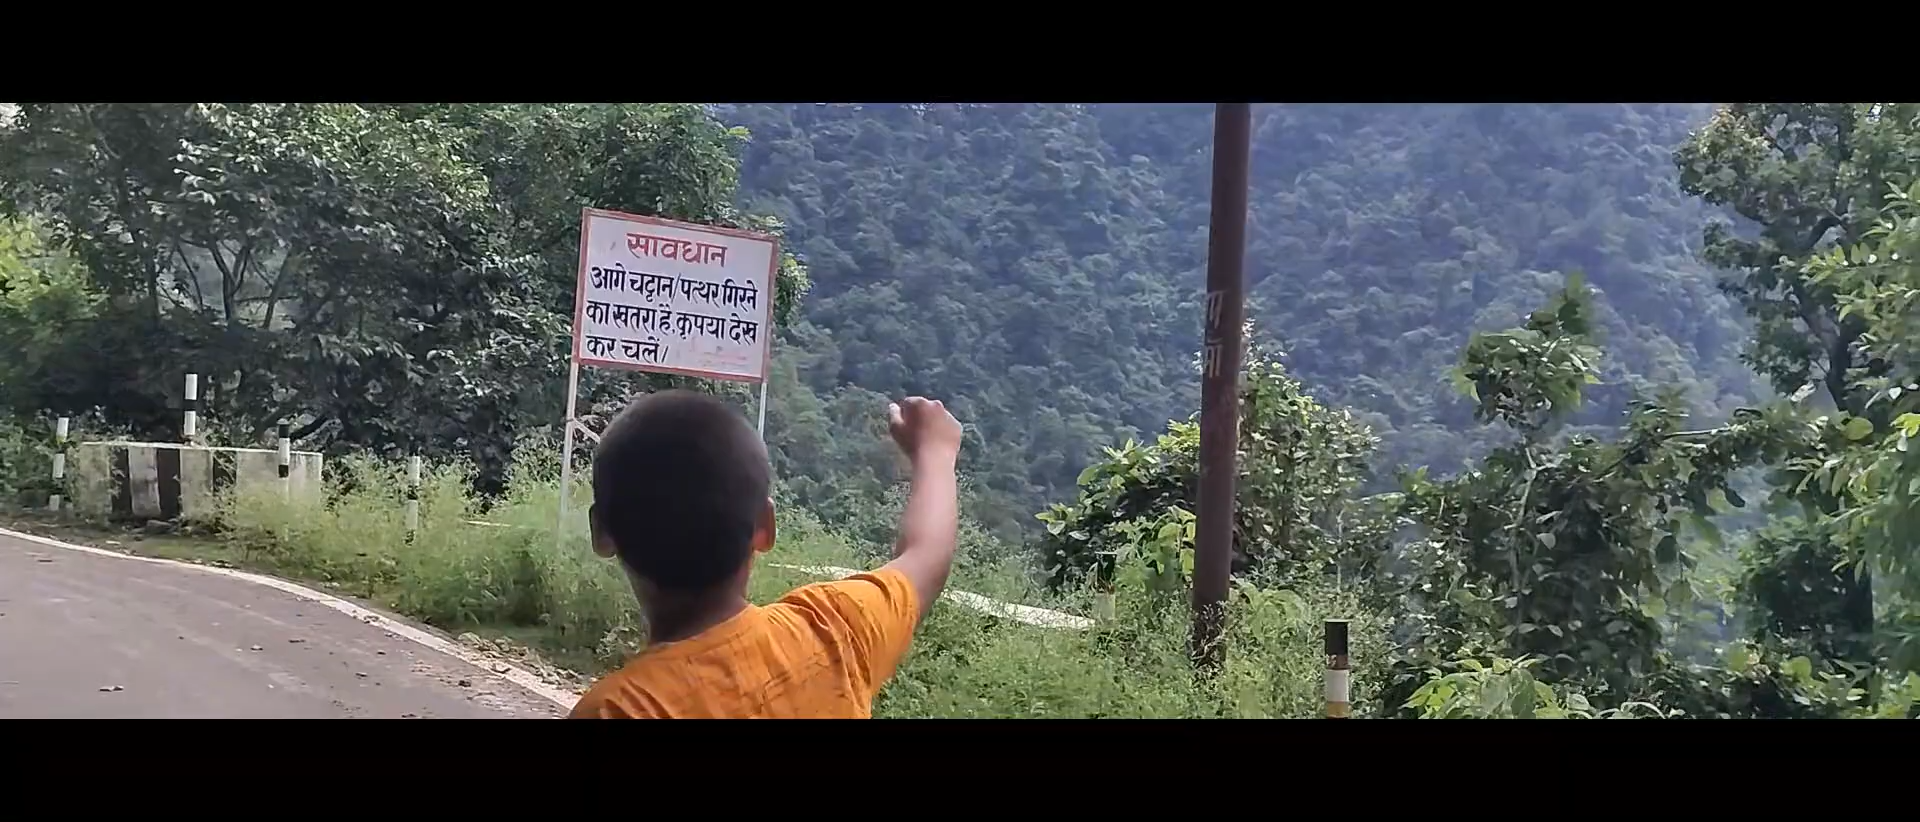 सावधान
आगे चट्टान/पत्थर गिरने
का खतरा हैं, कृपया देख
कर चलें/